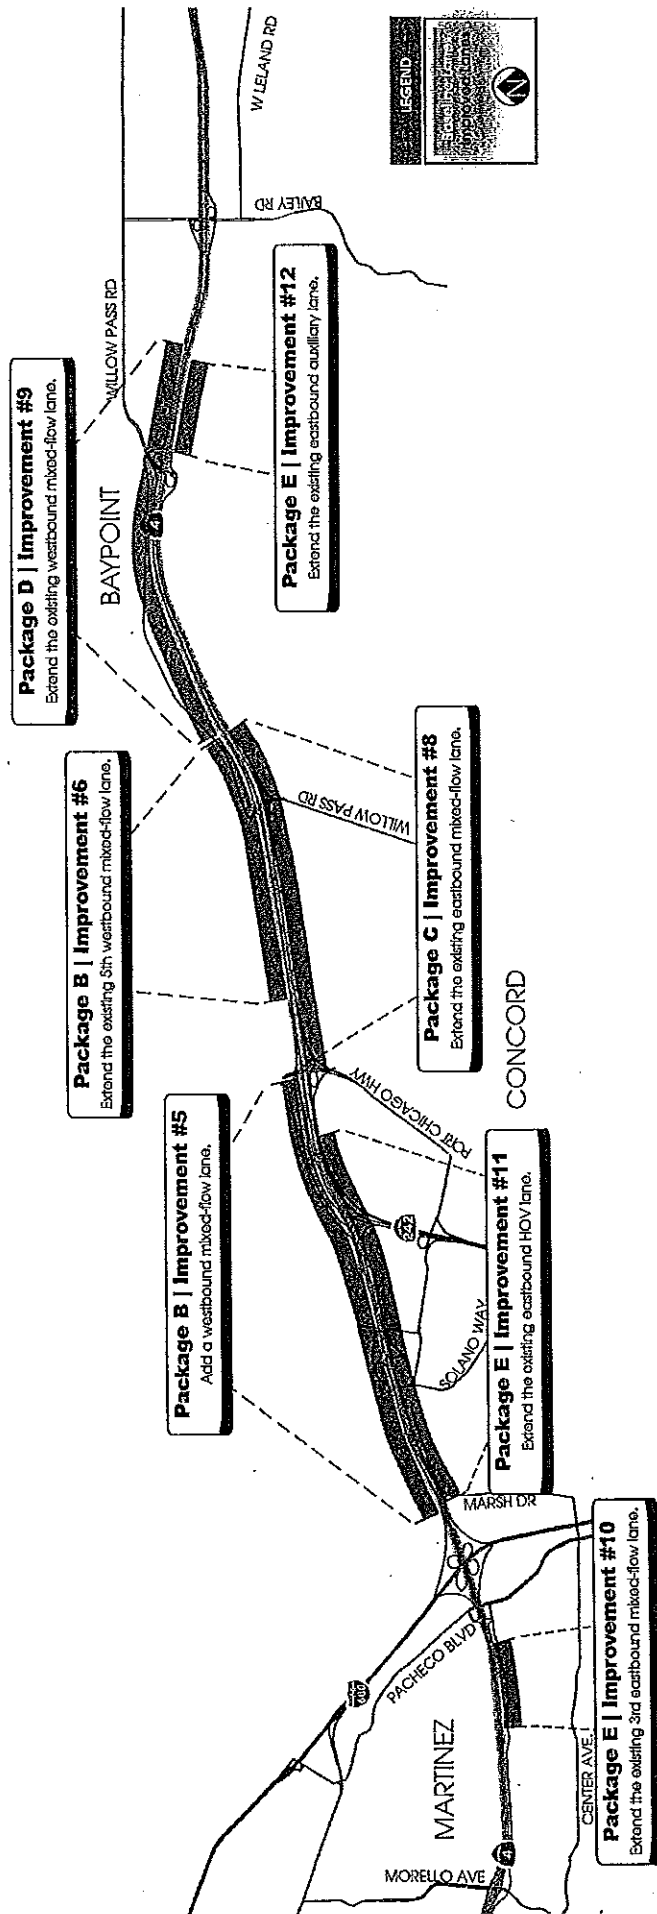 Package D | Improvement #9
Extend the existing westbound mixed-flow lane.
Package B | Improvement #6
Extend the existing 5th westbound mixed-flow lane.
Package B | Improvement #5
Add a westbound mixed-flow lane.
WILLOW PASS RD
BAYPOINT
W LELAND RD
BAILEY RD
LEGEND
N
4
Package E | Improvement #12
Extend the existing eastbound auxiliary lane.
WILLOW PASS RD
Package C | Improvement #8
Extend the existing eastbound mixed-flow lane.
CONCORD
PORT CHICAGO HWY
242
SOLANO WAY
Package E | Improvement #11
Extend the existing eastbound HOV lane.
MARSH DR
680
PACHECO BLVD
MARTINEZ
MORELLO AVE
4
CENTER AVE.
Package E | Improvement #10
Extend the existing 3rd eastbound mixed-flow lane.